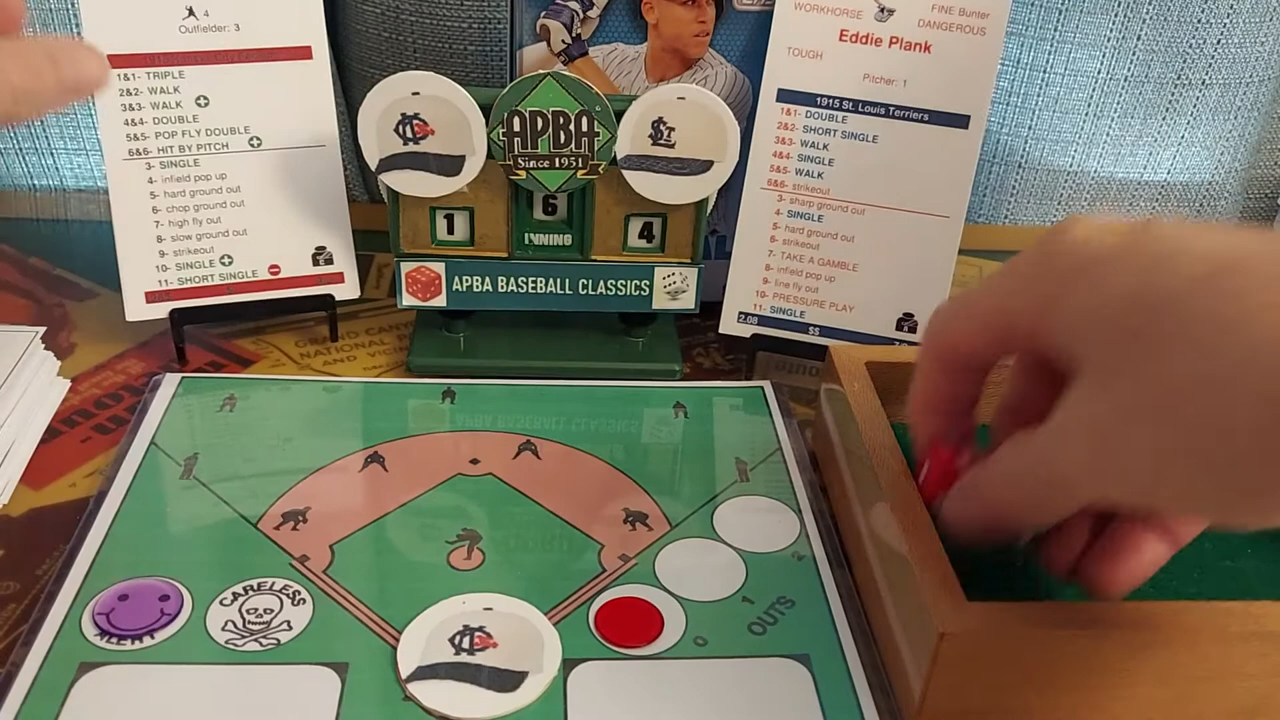 4
Outfielder: 3
1&1- TRIPLE
2&2- WALK
3&3- WALK
4&4- DOUBLE
5&5- POP FLY DOUBLE
6&6- HIT BY PITCH
3- SINGLE
4- infield pop up
5- hard ground out
6- chop ground out
7- high fly out
8- slow ground out
9- strikeout
10- SINGLE
11- SHORT SINGLE
APBA
Since 1951
1
6
INNING
4
APBA BASEBALL CLASSICS
WORKHORSE
FINE Bunter
DANGEROUS
Eddie Plank
TOUGH
Pitcher: 1
1915 St. Louis Terriers
1&1- DOUBLE
2&2- SHORT SINGLE
3&3- WALK
4&4- SINGLE
5&5- WALK
6&6- strikeout
3- sharp ground out
4- SINGLE
5- hard ground out
6- strikeout
7- TAKE A GAMBLE
8- infield pop up
9- line fly out
10- PRESSURE PLAY
11- SINGLE
2.08
$$
GRAND CANYON
NATIONAL
AND VICIN
ALERT
CARELESS
0
1
2
OUTS